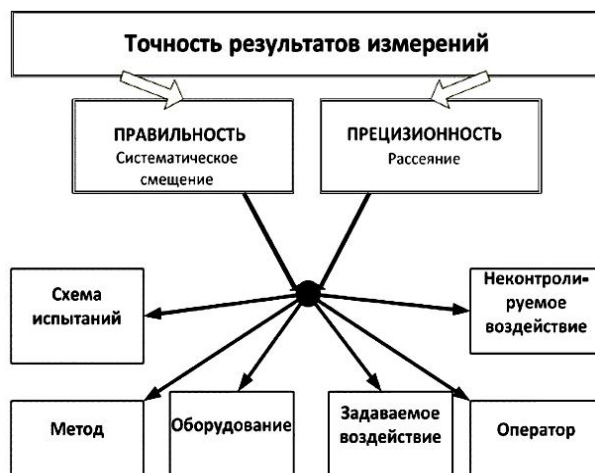 Точность результатов измерений
ПРАВИЛЬНОСТЬ
Систематическое
смещение
ПРЕЦИЗИОННОСТЬ
Рассеяние
Схема
испытаний
Неконтроли-
руемое
воздействие
Метод
Оборудование
Задаваемое
воздействие
Оператор